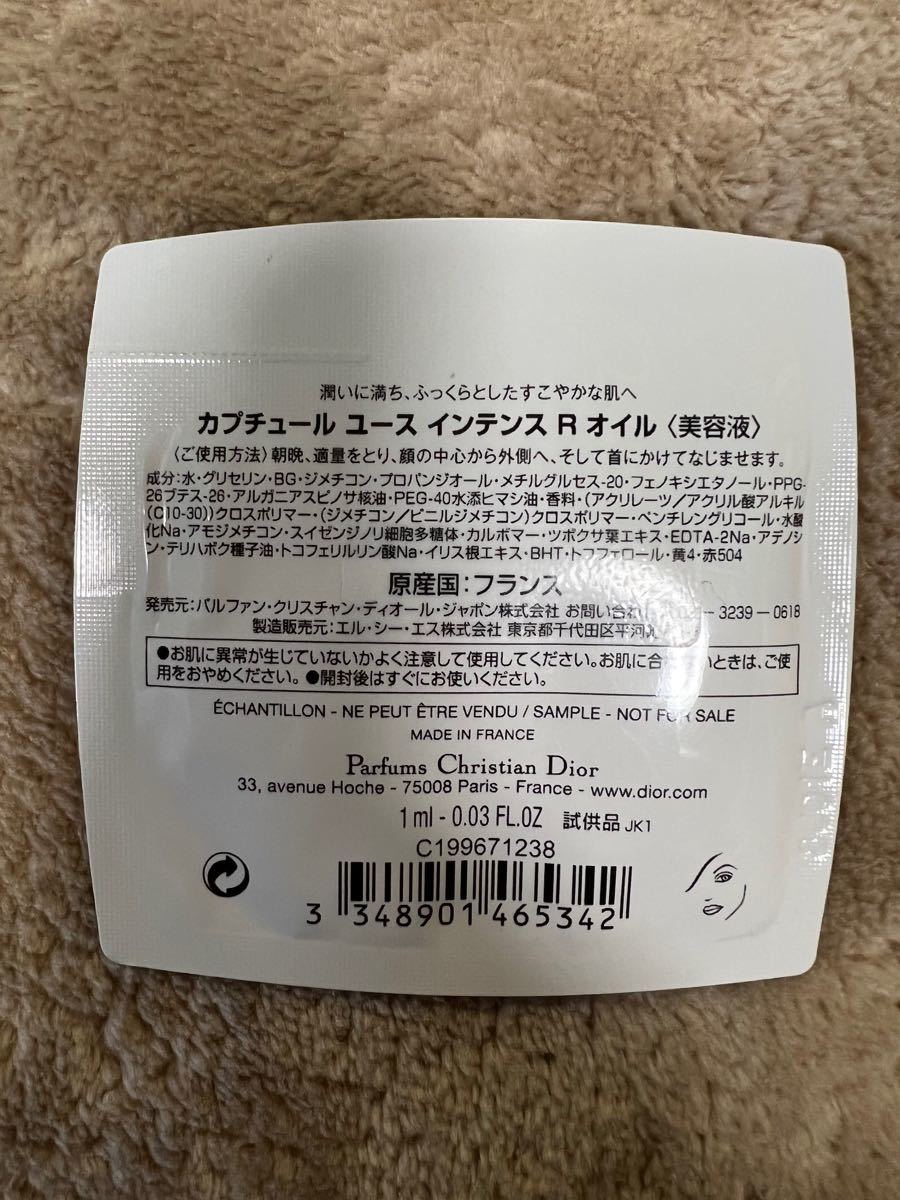 潤いに満ち、ふっくらとしたすこやかな肌へ
カプチュール ユース インテンス R オイル 〈美容液〉
〈ご使用方法〉朝晩、適量をとり、顔の中心から外側へ、そして首にかけてなじませます。
成分:水・グリセリン・BG・ジメチコン・プロパンジオール・メチルグルセス-20・フェノキシエタノール・PPG-
26ブテス-26・アルガニアスピノサ核油・PEG-40水添ヒマシ油・香料・(アクリレーツ/アクリル酸アルキル
(C10-30))クロスポリマー・(ジメチコン/ビニルジメチコン)クロスポリマー・ペンチレングリコール・水酸
化Na・アモジメチコン・スイゼンジノリ細胞多糖体・カルボマー・ツボクサ葉エキス・EDTA-2Na・アデノシ
ン・テリハボク種子油・トコフェリルリン酸Na・イリス根エキス・BHT・トコフェロール・黄4・赤504
原産国:フランス
発売元:パルファン・クリスチャン・ディオール・ジャポン株式会社 お問い合わ 3239-0618
製造販売元:エル・シー・エス株式会社 東京都千代田区平河
●お肌に異常が生じていないかよく注意して使用してください。お肌に合 いときは、ご使
用をおやめください。 ●開封後はすぐにお使いください。
ÉCHANTILLON - NE PEUT ÊTRE VENDU / SAMPLE - NOT FOR SALE
MADE IN FRANCE
Parfums Christian Dior
33, avenue Hoche - 75008 Paris - France - www.dior.com
1 ml - 0.03 FL.OZ 試供品 JK1
C199671238
3 348901 465342